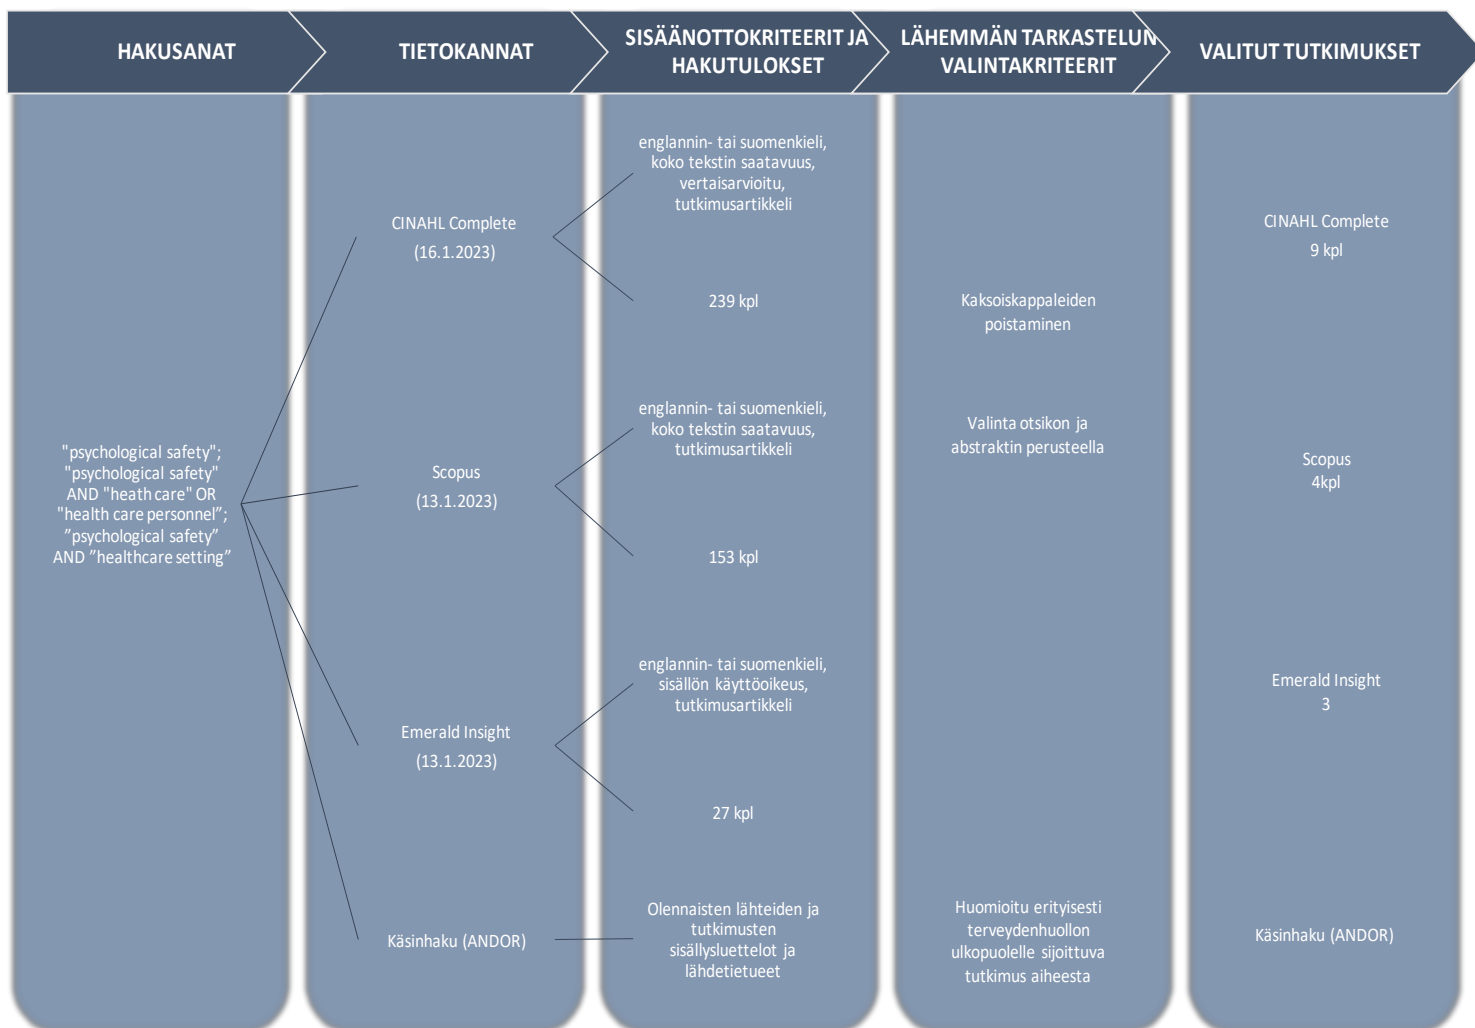 HAKUSANAT
TIETOKANNAT
SISÄÄNOTTOKRITEERIT JA
HAKUTULOKSET
LÄHEMMÄN TARKASTELUN
VALINTAKRITEERIT
VALITUT TUTKIMUKSET
"psychological safety";
"psychological safety"
AND "heath care" OR
"health care personnel”;
”psychological safety”
AND ”healthcare setting”
CINAHL Complete
(16.1.2023)
Scopus
(13.1.2023)
Emerald Insight
(13.1.2023)
Käsinhaku (ANDOR)
englannin- tai suomenkieli,
koko tekstin saatavuus,
vertaisarvioitu,
tutkimusartikkeli
239 kpl
englannin- tai suomenkieli,
koko tekstin saatavuus,
tutkimusartikkeli
153 kpl
englannin- tai suomenkieli,
sisällön käyttöoikeus,
tutkimusartikkeli
27 kpl
Olennaisten lähteiden ja
tutkimusten
sisällysluettelot ja
lähdetietueet
Kaksoiskappaleiden
poistaminen
Valinta otsikon ja
abstraktin perusteella
Huomioitu erityisesti
terveydenhuollon
ulkopuolelle sijoittuva
tutkimus aiheesta
CINAHL Complete
9 kpl
Scopus
4kpl
Emerald Insight
3
Käsinhaku (ANDOR)